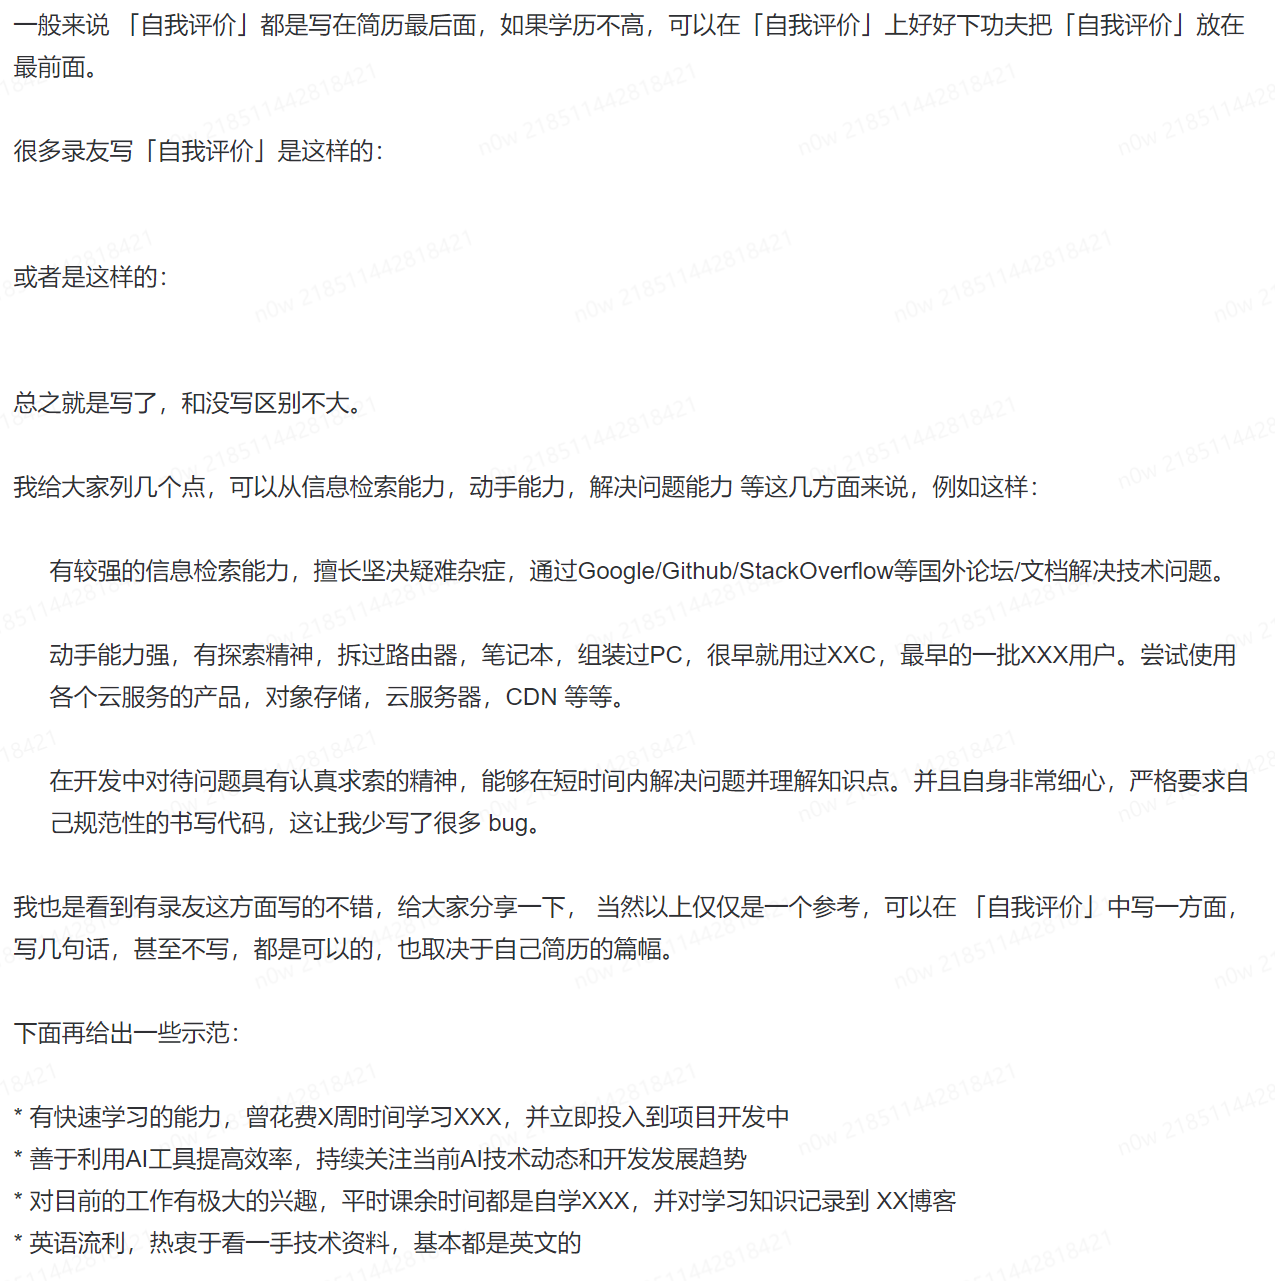 一般来说 「自我评价」都是写在简历最后面，如果学历不高，可以在「自我评价」上好好下功夫把「自我评价」放在
最前面。
很多录友写「自我评价」是这样的：
或者是这样的：
总之就是写了，和没写区别不大。
我给大家列几个点，可以从信息检索能力，动手能力，解决问题能力 等这几方面来说，例如这样：
有较强的信息检索能力，擅长坚决疑难杂症，通过Google/Github/StackOverflow等国外论坛/文档解决技术问题。
动手能力强，有探索精神，拆过路由器，笔记本，组装过PC，很早就用过XXC，最早的一批XXX用户。尝试使用
各个云服务的产品，对象存储，云服务器，CDN 等等。
在开发中对待问题具有认真求索的精神，能够在短时间内解决问题并理解知识点。并且自身非常细心，严格要求自
己规范性的书写代码，这让我少写了很多 bug。
我也是看到有录友这方面写的不错，给大家分享一下， 当然以上仅仅是一个参考，可以在 「自我评价」中写一方面，
写几句话，甚至不写，都是可以的，也取决于自己简历的篇幅。
下面再给出一些示范：
* 有快速学习的能力，曾花费X周时间学习XXX，并立即投入到项目开发中
* 善于利用AI工具提高效率，持续关注当前AI技术动态和开发发展趋势
* 对目前的工作有极大的兴趣，平时课余时间都是自学XXX，并对学习知识记录到 XX博客
* 英语流利，热衷于看一手技术资料，基本都是英文的
n0w 218511442818421